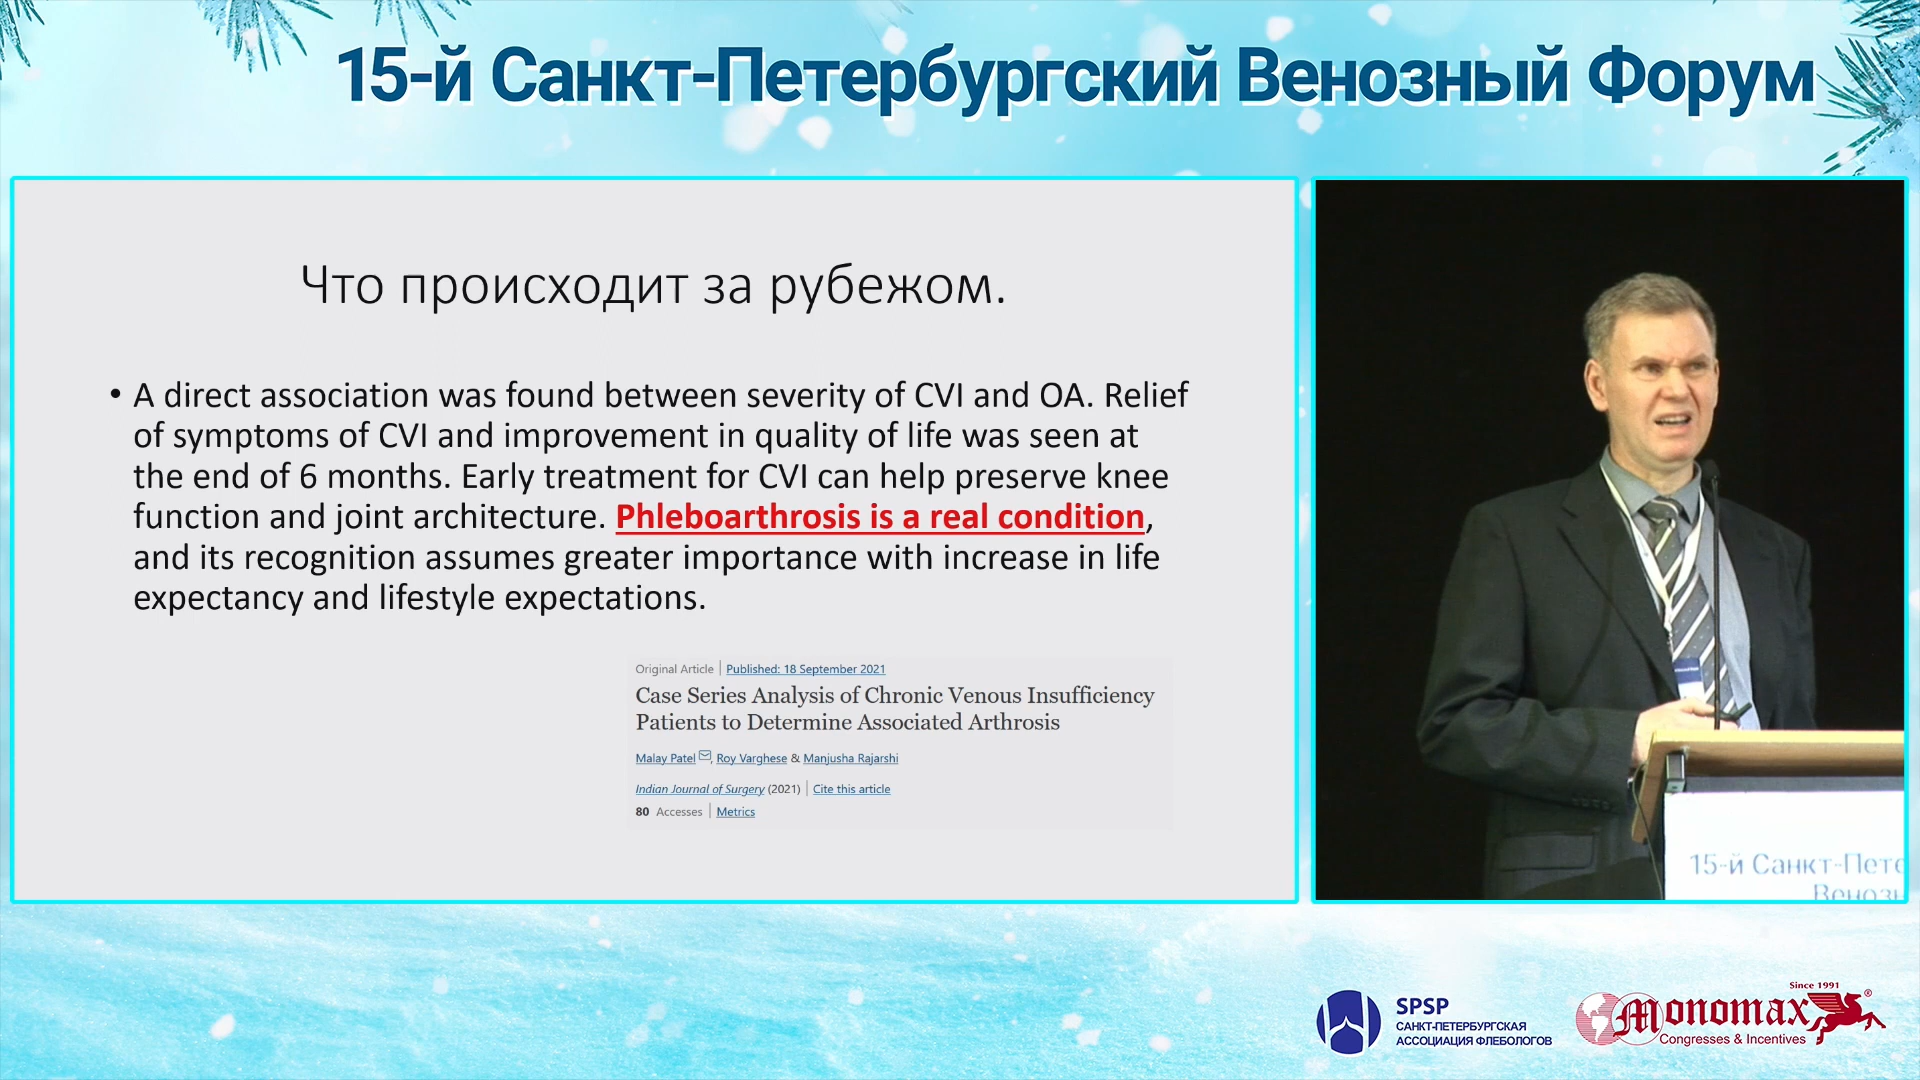 15-й Санкт-Петербургский Венозный Форум
Что происходит за рубежом.
• A direct association was found between severity of CVI and OA. Relief
of symptoms of CVI and improvement in quality of life was seen at
the end of 6 months. Early treatment for CVI can help preserve knee
function and joint architecture. Phleboarthrosis is a real condition,
and its recognition assumes greater importance with increase in life
expectancy and lifestyle expectations.
Original Article | Published: 18 September 2021
Case Series Analysis of Chronic Venous Insufficiency
Patients to Determine Associated Arthrosis
Malay Patel, Roy Varghese & Manjusha Rajarshi
Indian Journal of Surgery (2021) | Cite this article
80 Accesses | Metrics
15-й Санкт-Пете
Веноз
SPSP
САНКТ-ПЕТЕРБУРГСКАЯ
АССОЦИАЦИЯ ФЛЕБОЛОГОВ
Since 1991
Monomax®
Congresses & Incentives